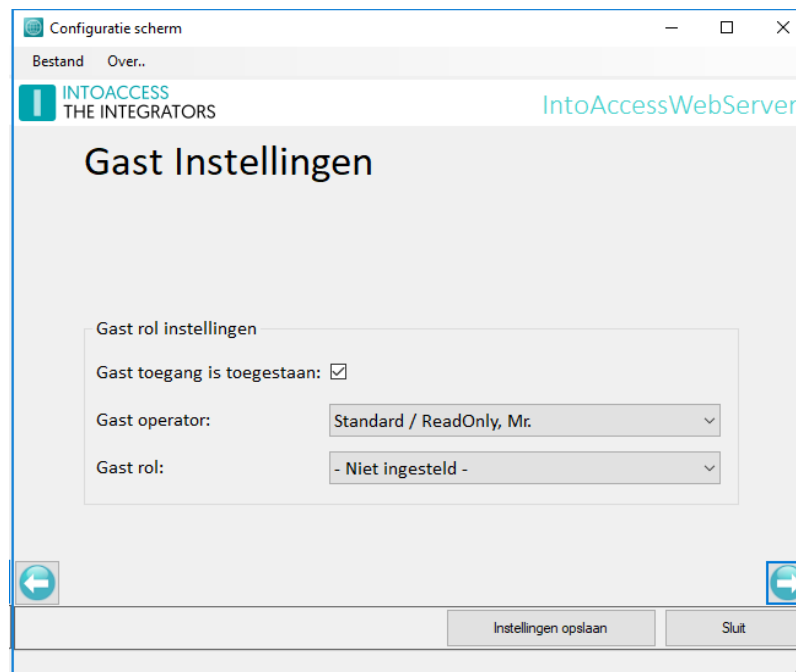 Configuratie scherm
Bestand Over..
INTOACCESS
THE INTEGRATORS
IntoAccessWebServer
Gast Instellingen
Gast rol instellingen
Gast toegang is toegestaan:
Gast operator: Standard / ReadOnly, Mr.
Gast rol: - Niet ingesteld -
Instellingen opslaan Sluit